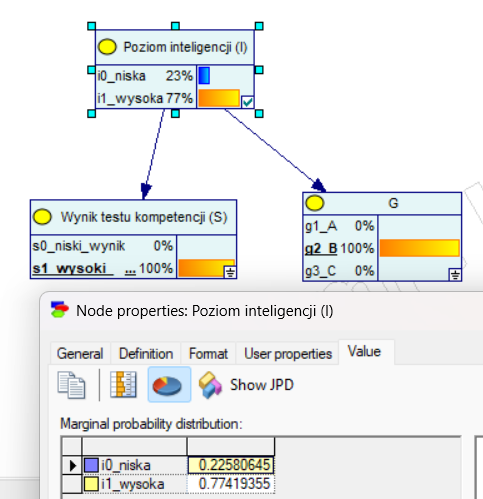 Poziom inteligencji (I)
i0_niska 23%
i1_wysoka 77%
Wynik testu kompetencji (S)
s0_niski_wynik 0%
s1_wysoki_ ... 100%
G
g1_A 0%
g2_B 100%
g3_C 0%
Node properties: Poziom inteligencji (I)
General Definition Format User properties Value
Show JPD
Marginal probability distribution:
i0_niska 0.22580645
i1_wysoka 0.77419355